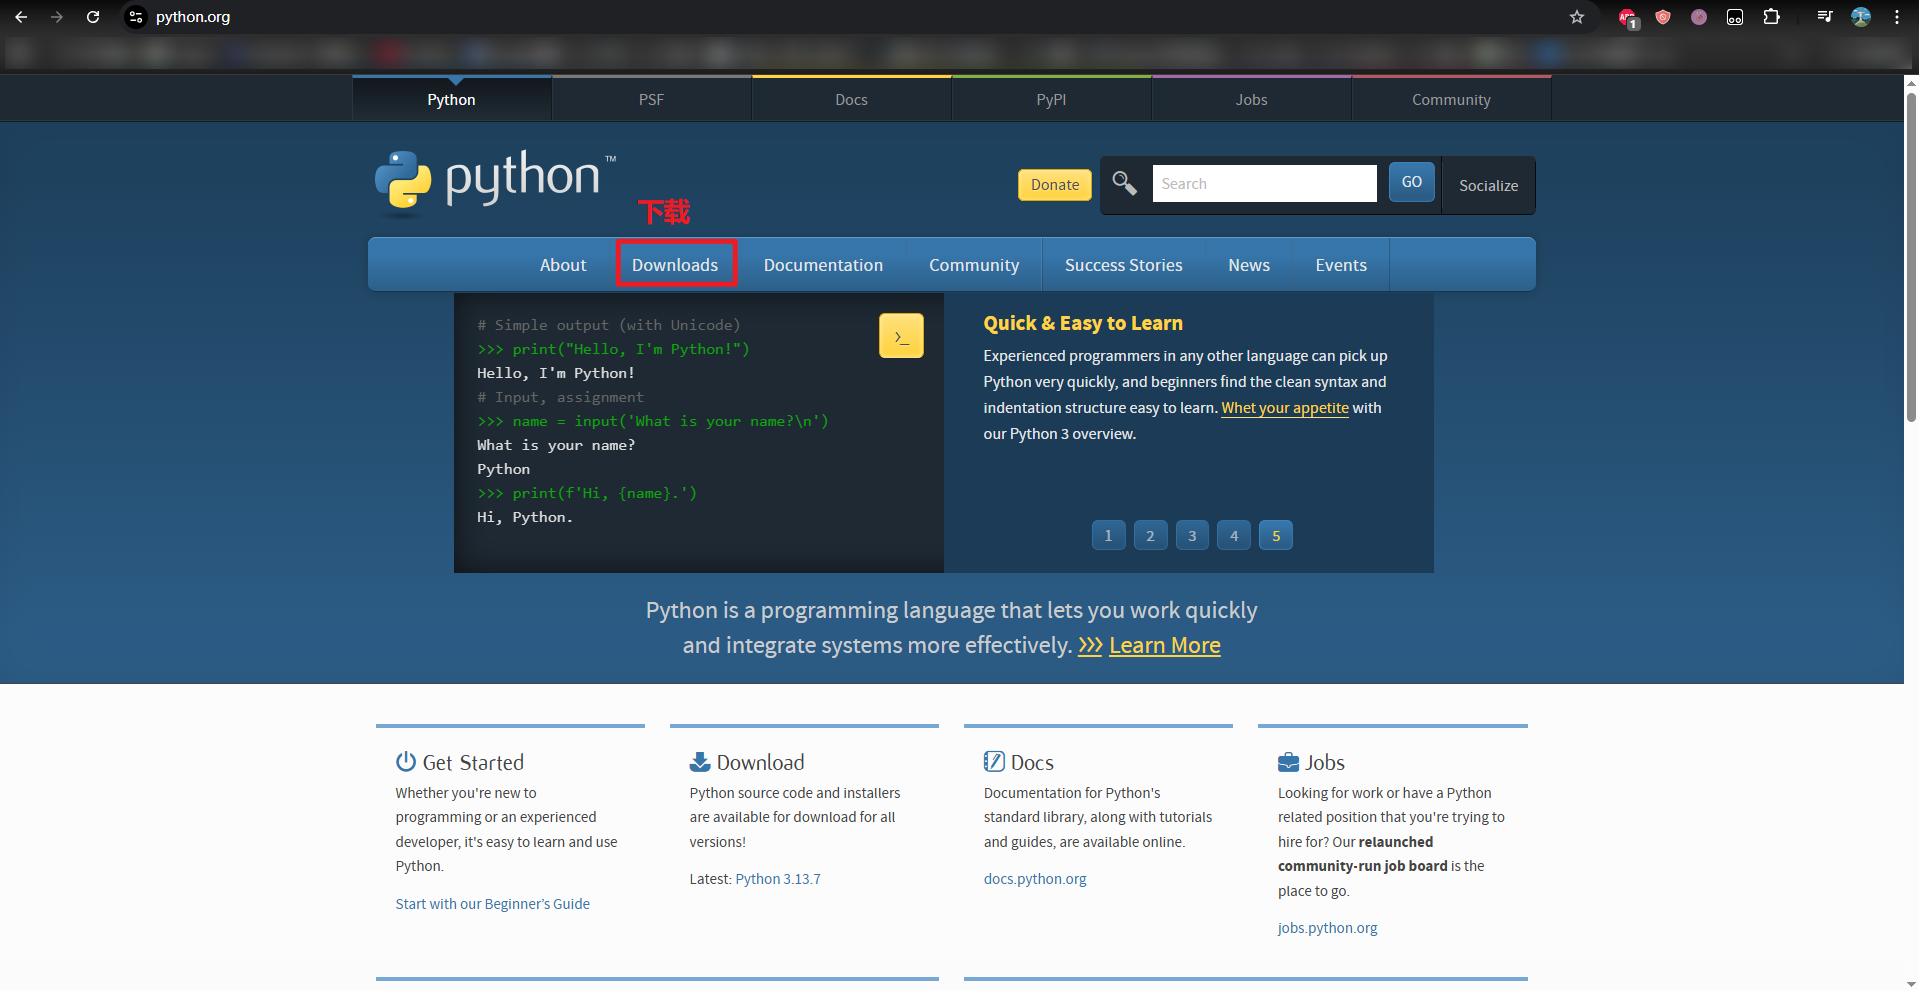 python.org
1
Python
PSF
Docs
PyPI
Jobs
Community
python™
Donate
Search
GO
Socialize
下载
About
Downloads
Documentation
Community
Success Stories
News
Events
# Simple output (with Unicode)
>>> print("Hello, I'm Python!")
Hello, I'm Python!
# Input, assignment
>>> name = input('What is your name?\n')
What is your name?
Python
>>> print(f'Hi, {name}.')
Hi, Python.
>_
Quick & Easy to Learn
Experienced programmers in any other language can pick up
Python very quickly, and beginners find the clean syntax and
indentation structure easy to learn. Whet your appetite with
our Python 3 overview.
1
2
3
4
5
Python is a programming language that lets you work quickly
and integrate systems more effectively. >>> Learn More
Get Started
Whether you're new to
programming or an experienced
developer, it's easy to learn and use
Python.
Start with our Beginner’s Guide
Download
Python source code and installers
are available for download for all
versions!
Latest: Python 3.13.7
Docs
Documentation for Python's
standard library, along with tutorials
and guides, are available online.
docs.python.org
Jobs
Looking for work or have a Python
related position that you're trying to
hire for? Our relaunched
community-run job board is the
place to go.
jobs.python.org